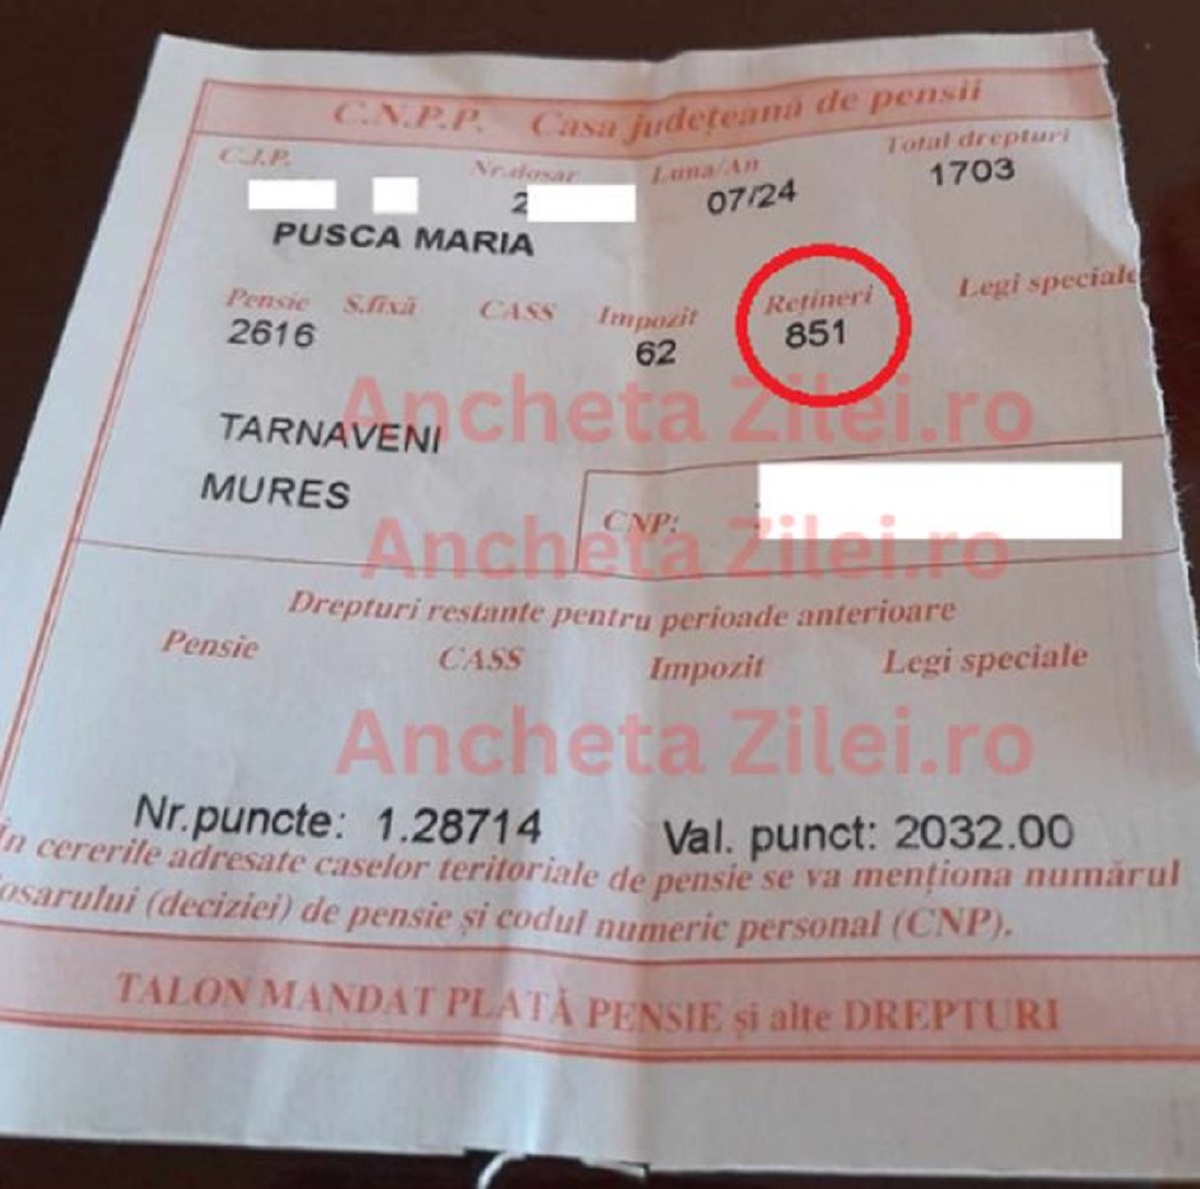 C.N.P.P. Casa județeană de pensii
C.I.P. Nr.dosar Luna/An Total drepturi
2 07/24 1703
PUSCA MARIA
Pensie S.fixă CASS Impozit Rețineri Legi speciale
2616 62 851
Ancheta Zilei.ro
TARNAVENI
MURES
CNP:
Ancheta Zilei.ro
Drepturi restante pentru perioade anterioare
Pensie CASS Impozit Legi speciale
Ancheta Zilei.ro
Nr.puncte: 1.28714 Val. punct: 2032.00
În cererile adresate caselor teritoriale de pensie se va menționa numărul
osarului (deciziei) de pensie și codul numeric personal (CNP).
TALON MANDAT PLATĂ PENSIE și alte DREPTURI